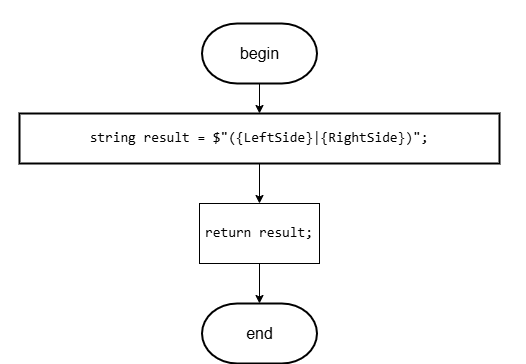 begin
string result = $"({LeftSide}|{RightSide})";
return result;
end